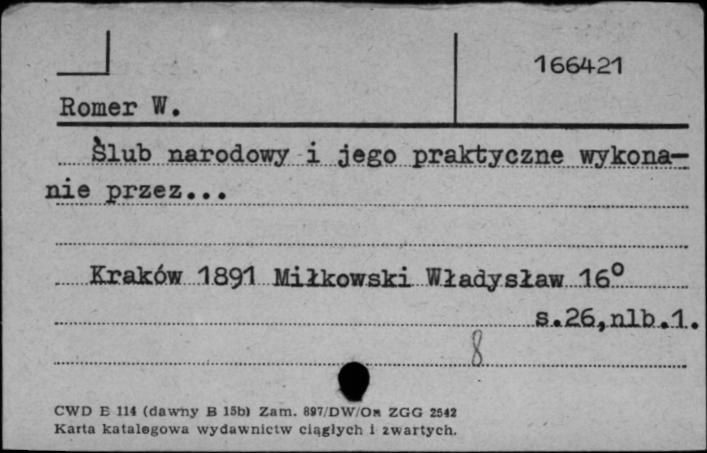 166421
Romer W.
Ślub narodowy i jego praktyczne wykona-
nie przez...
Kraków 1891 Miłkowski Władysław 16°
s.26,nlb.1.
8
CWD E 114 (dawny B 15b) Zam. 897/DW/Om ZGG 2542
Karta katalogowa wydawnictw ciągłych i zwartych.